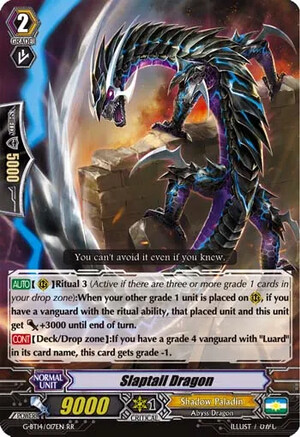 2
GRADE
SHIELD
5000
You can't avoid it even if you knew.
AUTO [ ]Ritual 3 (Active if there are three or more grade 1 cards in
your drop zone):When your other grade 1 unit is placed on , if
you have a vanguard with the ritual ability, that placed unit and this unit
get +3000 until end of turn.
CONT [Deck/Drop zone]:If you have a grade 4 vanguard with "Luard"
in its card name, this card gets grade -1.
NORMAL
UNIT
Slaptail Dragon
POWER
9000
1
CRITICAL
Shadow Paladin
Abyss Dragon
G-BT14/017EN RR
ILLUST /